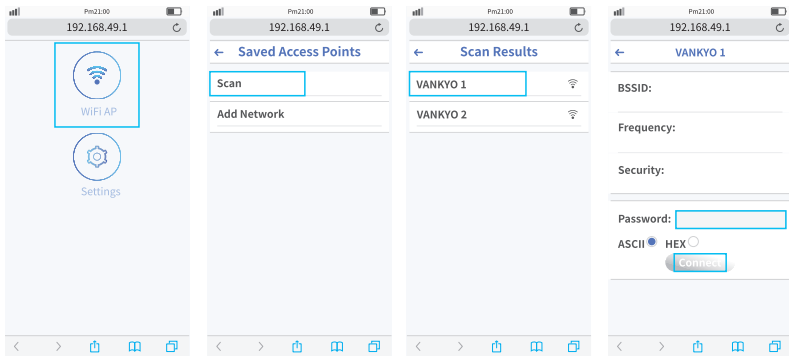 Pm21:00
192.168.49.1
WiFi AP
Settings
Pm21:00
192.168.49.1
Saved Access Points
Scan
Add Network
Pm21:00
192.168.49.1
Scan Results
VANKYO 1
VANKYO 2
Pm21:00
192.168.49.1
VANKYO 1
BSSID:
Frequency:
Security:
Password:
ASCII HEX
Connect